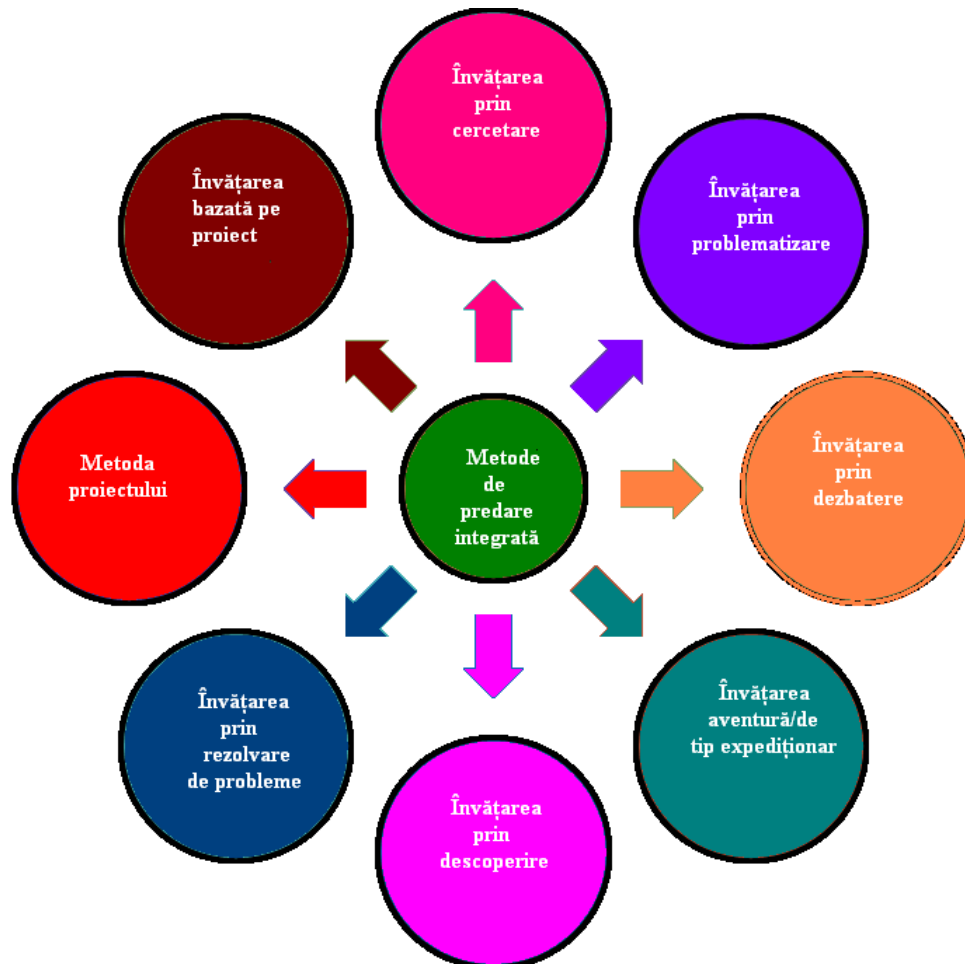 Învățarea
prin
cercetare
Învățarea
bazată pe
proiect
Învățarea
prin
problematizare
Metoda
proiectului
Metode
de
predare
integrată
Învățarea
prin
dezbatere
Învățarea
prin
rezolvare
de probleme
Învățarea
aventură/de
tip expediționar
Învățarea
prin
descoperire